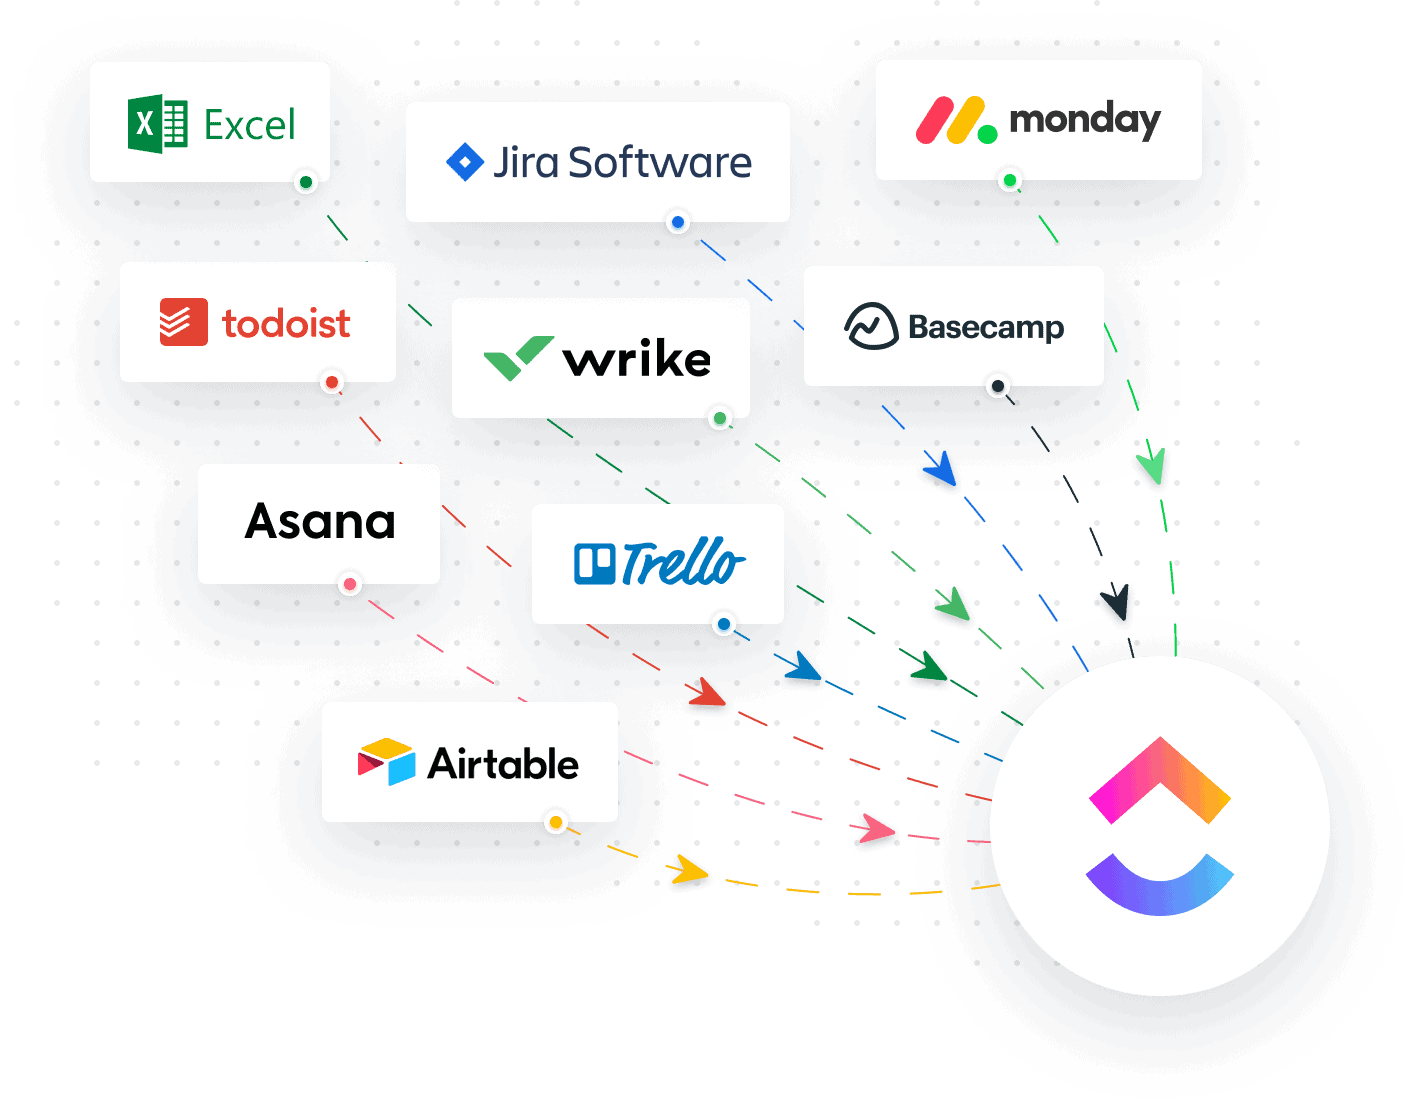 Excel
Jira Software
monday
todoist
wrike
Basecamp
Asana
Trello
Airtable